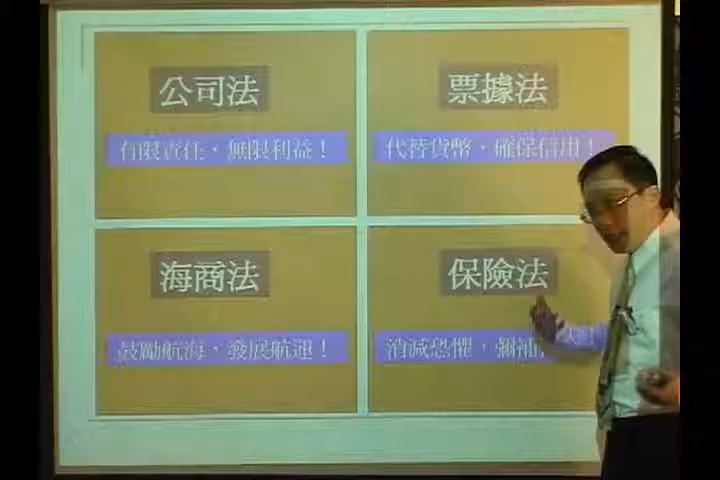 公司法
有限責任，無限利益！
票據法
代替貨幣，確保信用！
海商法
鼓勵航海，發展航運！
保險法
消滅恐懼，彌補